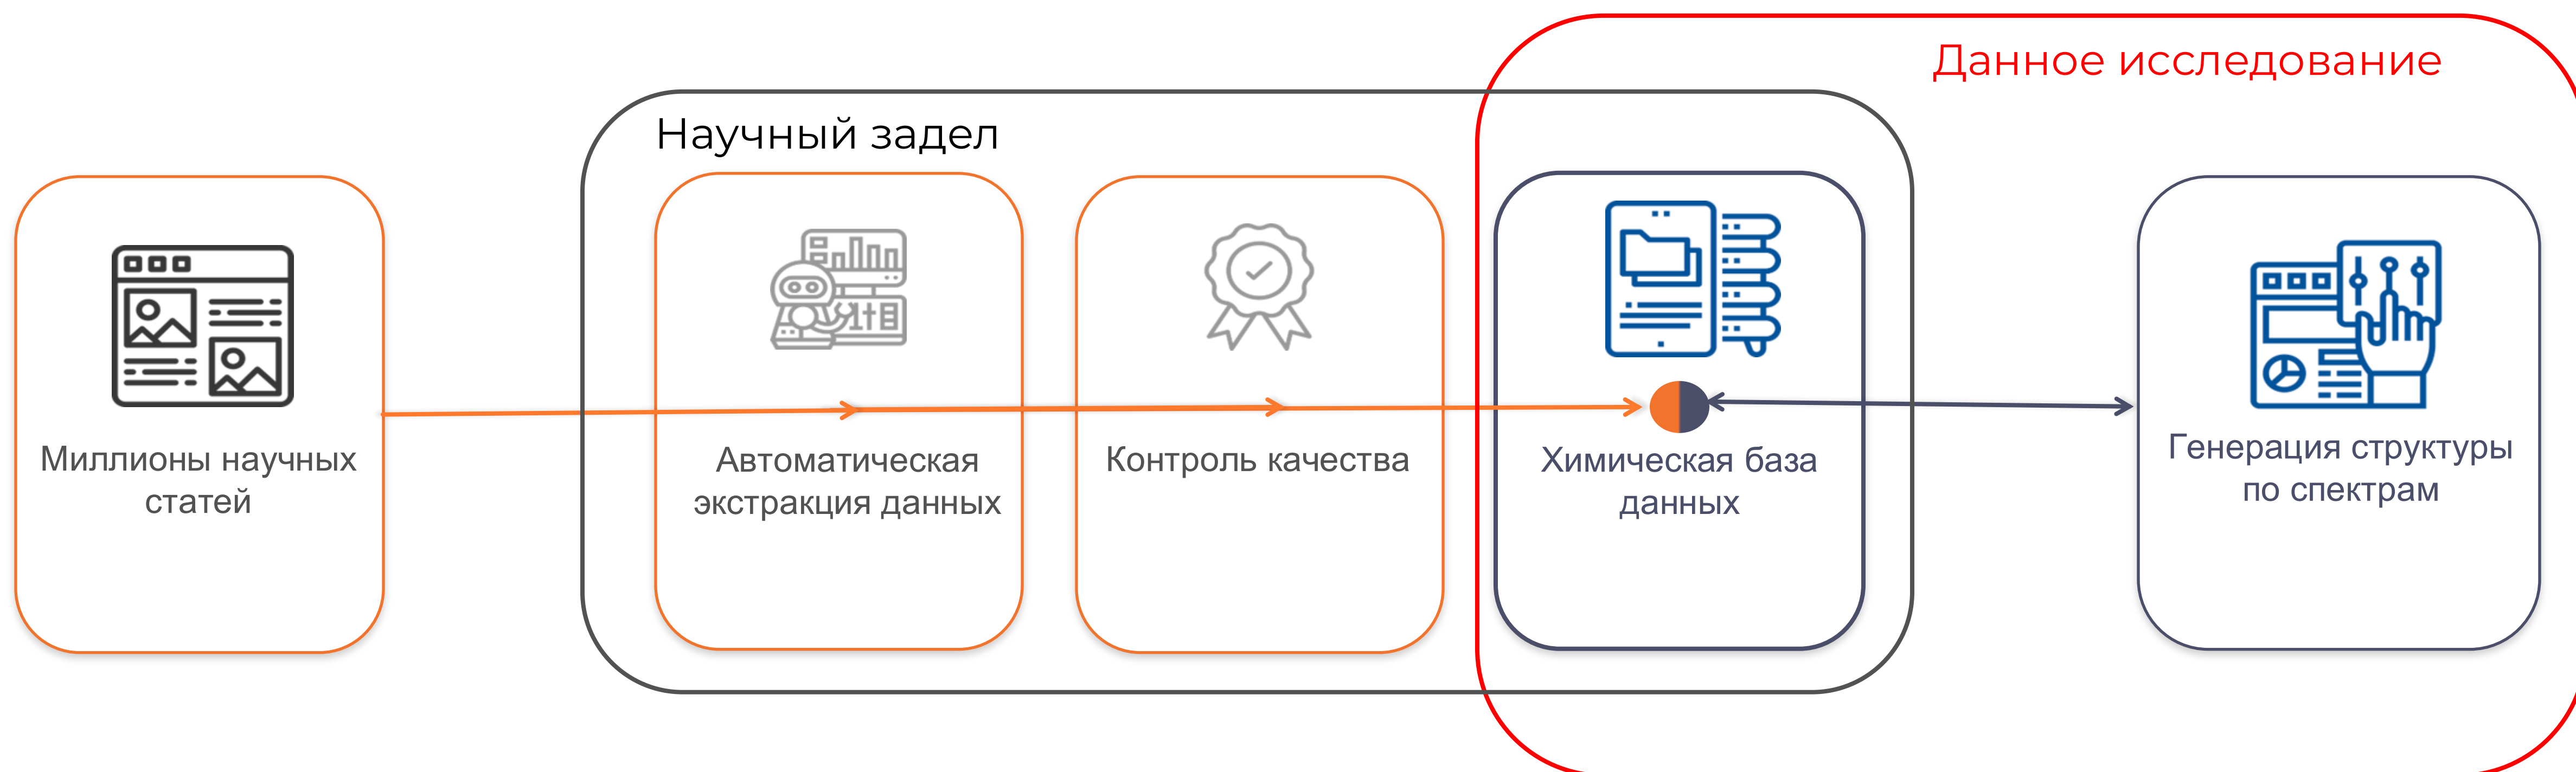 Данное исследование
Научный задел
Миллионы научных
статей
Автоматическая
экстракция данных
Контроль качества
Химическая база
данных
Генерация структуры
по спектрам